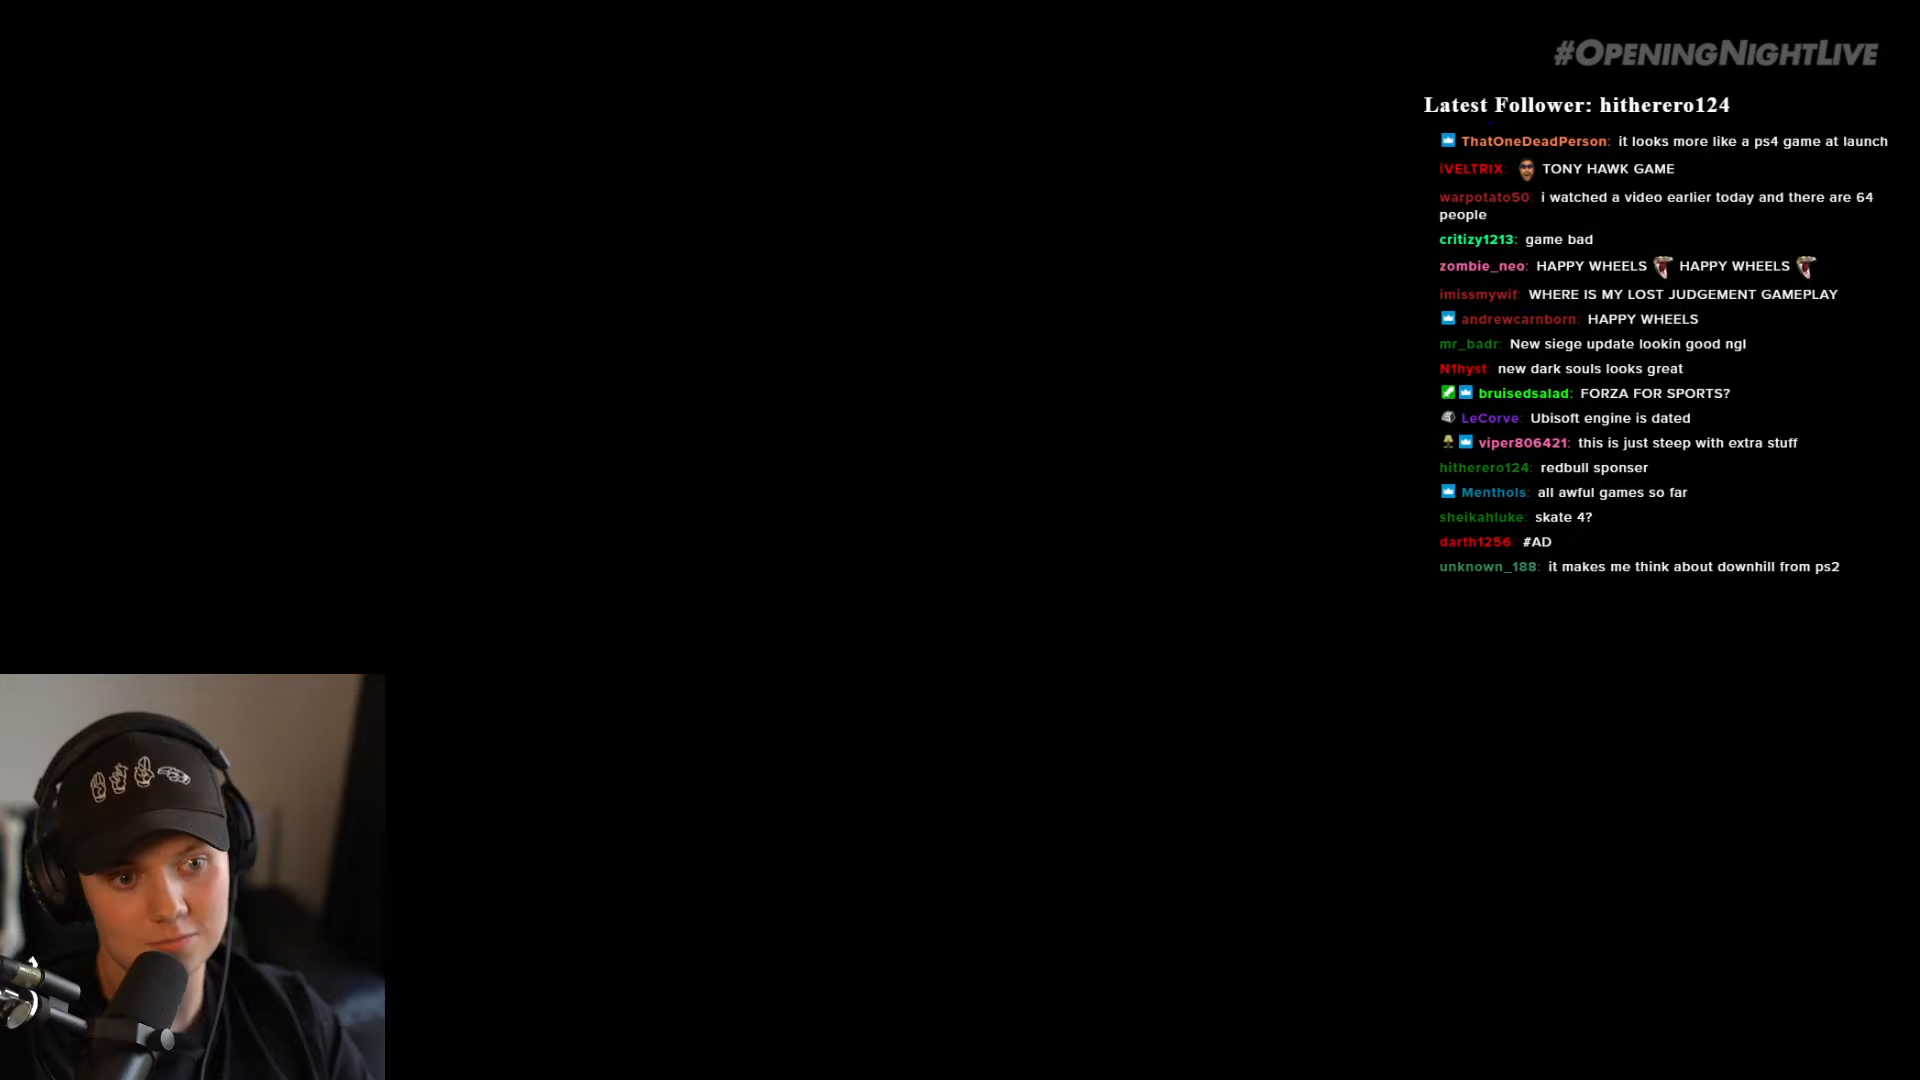 #OPENINGNIGHTLIVE
Latest Follower: hitherero124
ThatOneDeadPerson: it looks more like a ps4 game at launch
iVELTRIX: TONY HAWK GAME
warpotato50: i watched a video earlier today and there are 64
people
critizy1213: game bad
zombie_neo: HAPPY WHEELS HAPPY WHEELS
imissmywif: WHERE IS MY LOST JUDGEMENT GAMEPLAY
andrewcarnborn: HAPPY WHEELS
mr_badr: New siege update lookin good ngl
N1hyst: new dark souls looks great
bruisedsalad: FORZA FOR SPORTS?
LeCorve: Ubisoft engine is dated
viper806421: this is just steep with extra stuff
hitherero124: redbull sponser
Menthols: all awful games so far
sheikahluke: skate 4?
darth1256: #AD
unknown_188: it makes me think about downhill from ps2